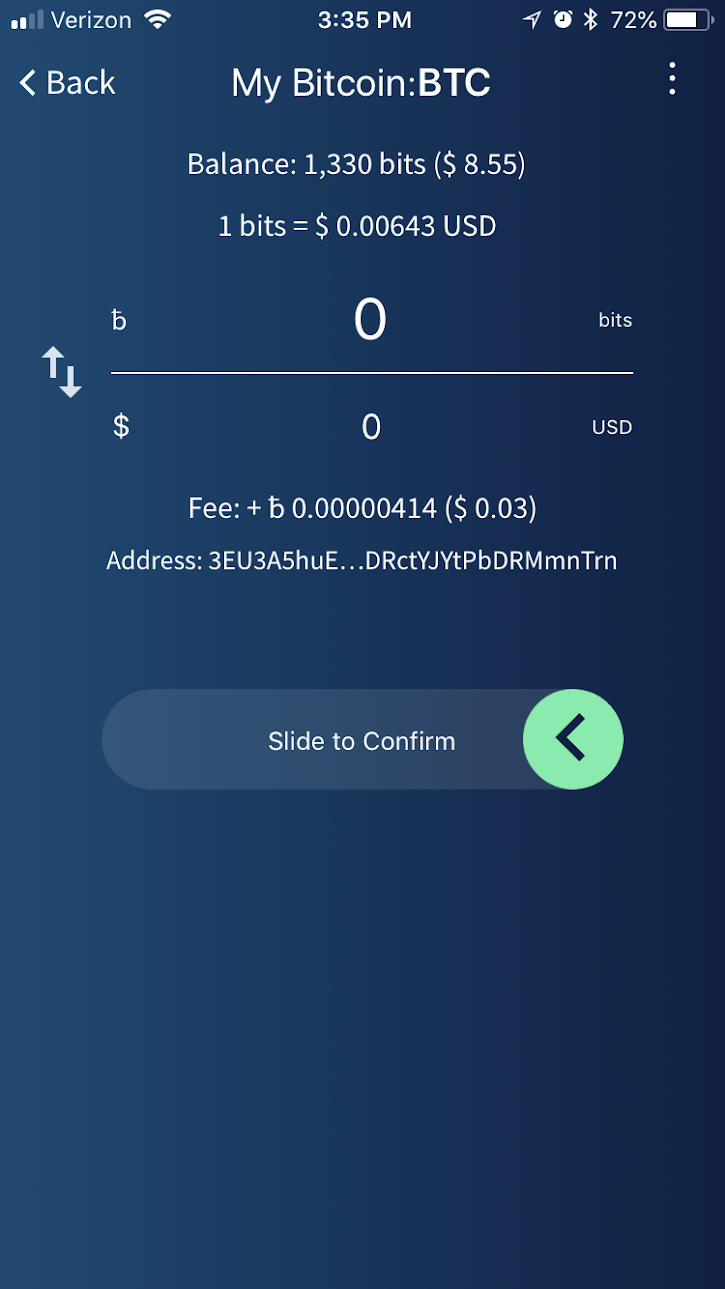 Verizon 3:35 PM 72%
Back My Bitcoin:BTC
Balance: 1,330 bits ($ 8.55)
1 bits = $ 0.00643 USD
ƀ 0 bits
$ 0 USD
Fee: + ƀ 0.00000414 ($ 0.03)
Address: 3EU3A5huE...DRctYJYtPbDRMmnTrn
Slide to Confirm